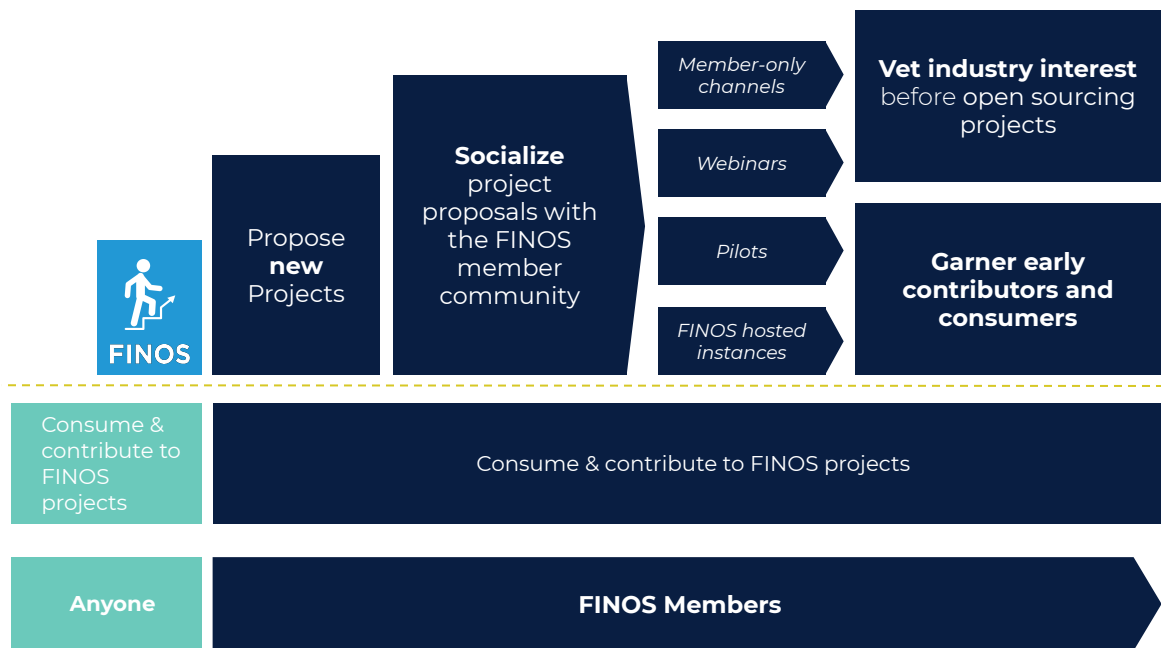 FINOS
Propose
new
Projects
Socialize
project
proposals with
the FINOS
member
community
Member-only
channels
Webinars
Pilots
FINOS hosted
instances
Vet industry interest
before open sourcing
projects
Garner early
contributors and
consumers
Consume &
contribute to
FINOS
projects
Consume & contribute to FINOS projects
Anyone
FINOS Members